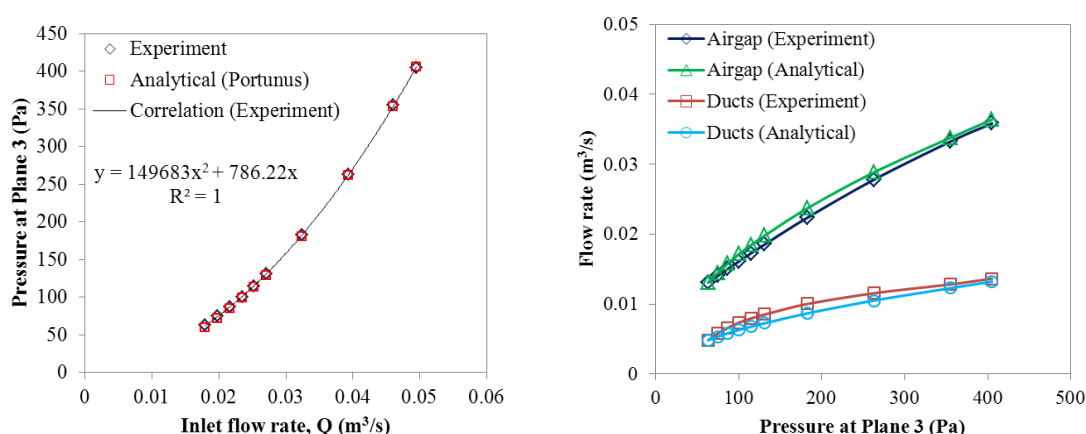 450
400
350
300
250
200
150
100
50
0
Pressure at Plane 3 (Pa)
Experiment
Analytical (Portunus)
Correlation (Experiment)
y = 149683x² + 786.22x
R² = 1
0 0.01 0.02 0.03 0.04 0.05 0.06
Inlet flow rate, Q (m³/s)
0.05
0.04
0.03
0.02
0.01
0.00
Flow rate (m³/s)
Airgap (Experiment)
Airgap (Analytical)
Ducts (Experiment)
Ducts (Analytical)
0 100 200 300 400 500
Pressure at Plane 3 (Pa)